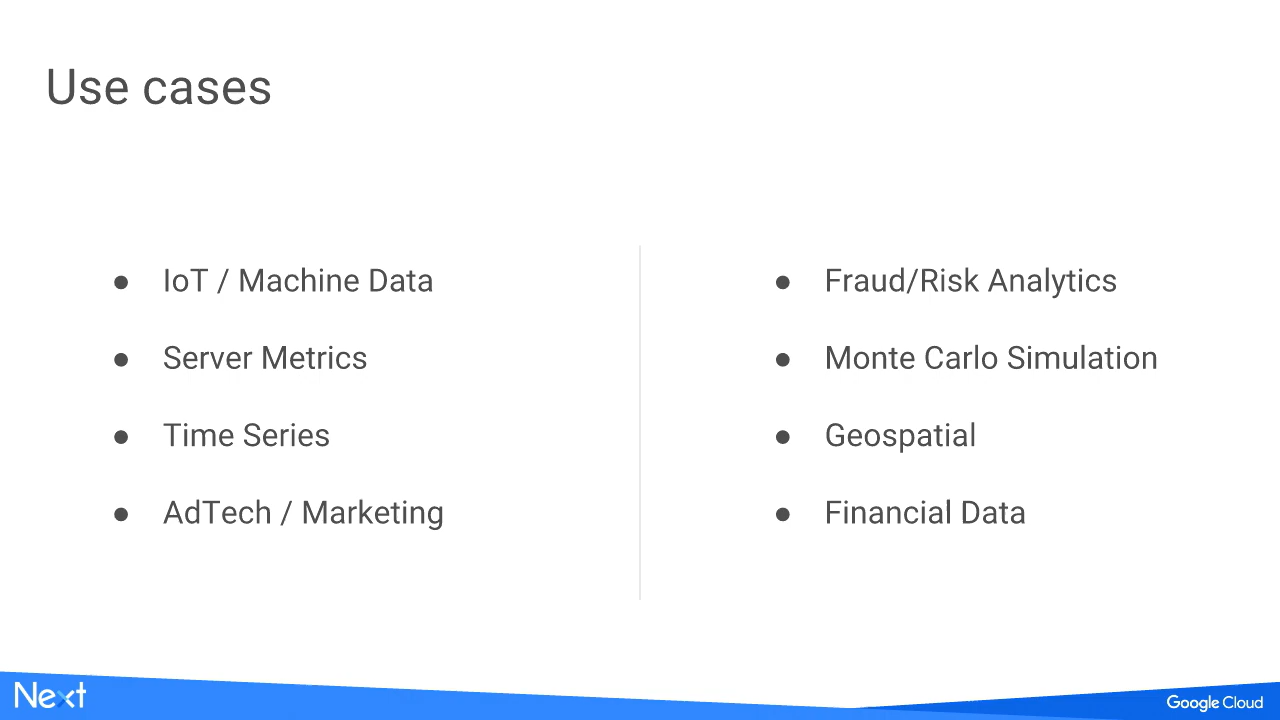 Use cases
● IoT / Machine Data
● Server Metrics
● Time Series
● AdTech / Marketing
● Fraud/Risk Analytics
● Monte Carlo Simulation
● Geospatial
● Financial Data
Next
Google Cloud